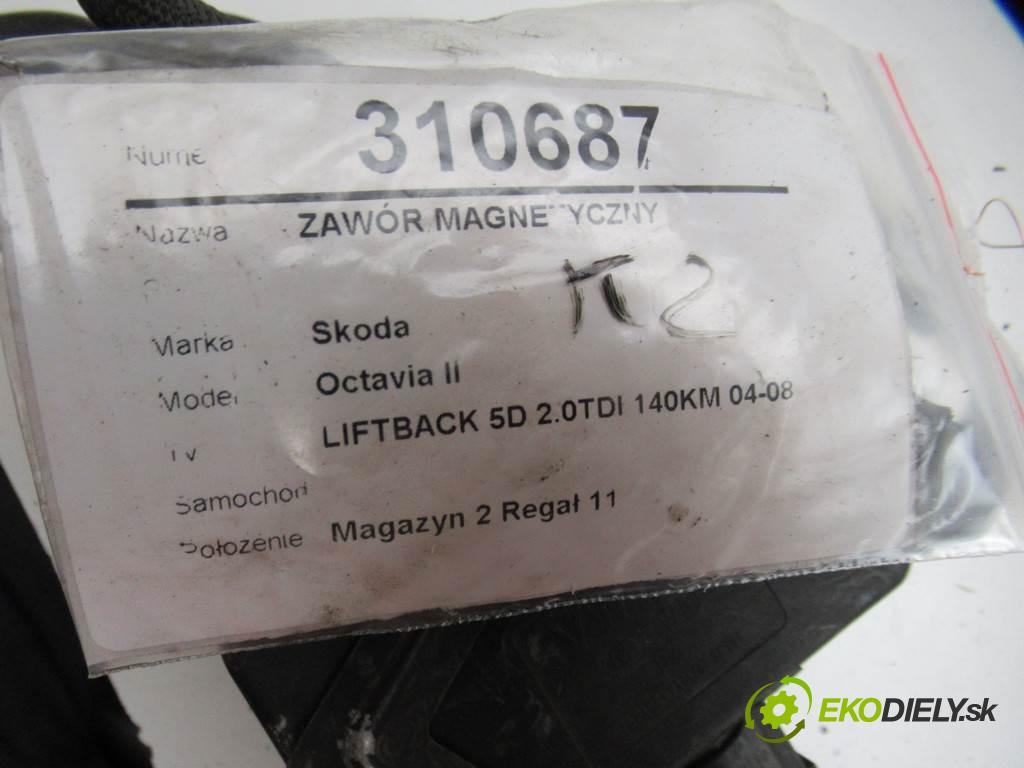 Nume 310687
Nazwa ZAWÓR MAGNETYCZNY
Marka Skoda
Model Octavia II
LIFTBACK 5D 2.0TDI 140KM 04-08
Samochod
Położenie Magazyn 2 Regał 11
EKODIELY.sk